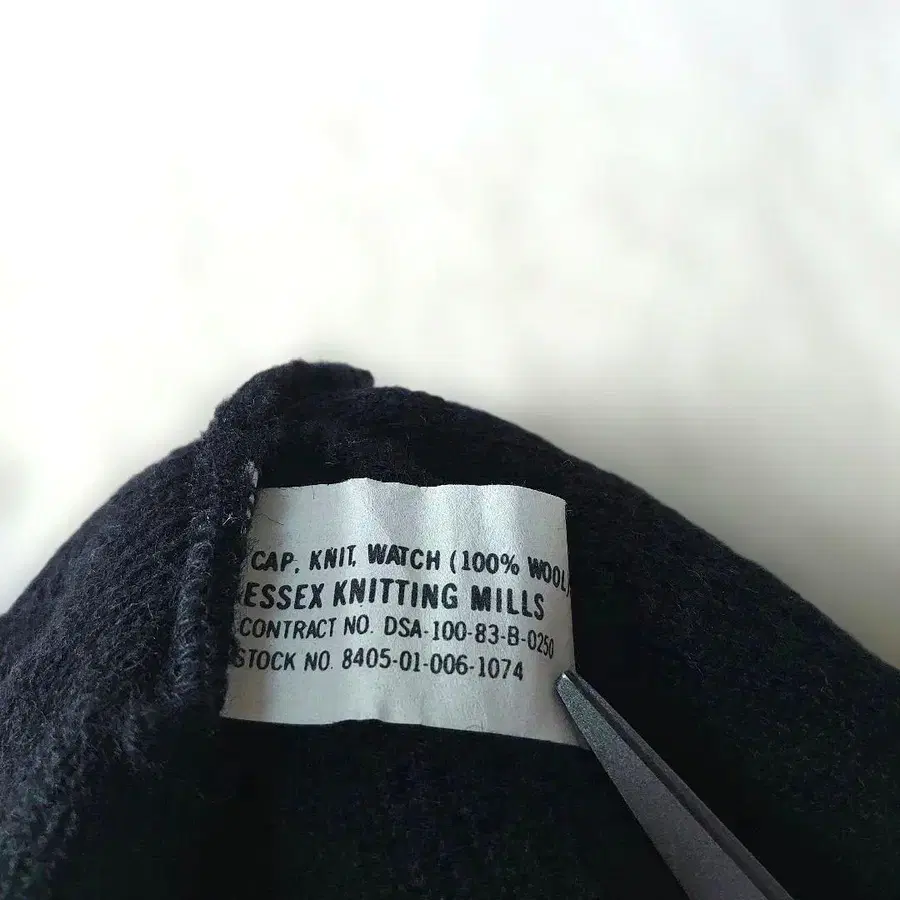 CAP, KNIT, WATCH (100% WOOL)
ESSEX KNITTING MILLS
CONTRACT NO. DSA-100-83-B-0250
STOCK NO. 8405-01-006-1074